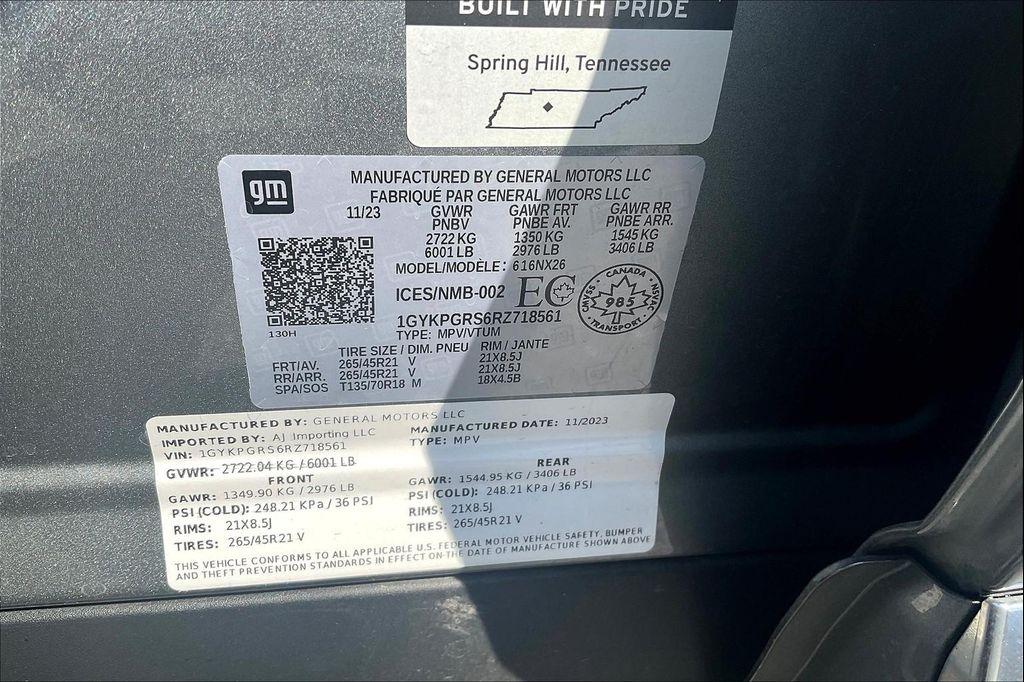 BUILT WITH PRIDE
Spring Hill, Tennessee
gm
MANUFACTURED BY GENERAL MOTORS LLC
FABRIQUÉ PAR GENERAL MOTORS LLC
11/23 GVWR GAWR FRT GAWR RR
PNBV PNBE AV. PNBE ARR.
2722 KG 1350 KG 1545 KG
6001 LB 2976 LB 3406 LB
MODEL/MODÈLE: 616NX26
ICES/NMB-002 EC
CANADA
CMVSS NSVAC
985
TRANSPORT
1GYKPGRS6RZ718561
130H
TYPE: MPV/VTUM
TIRE SIZE / DIM. PNEU RIM / JANTE
FRT/AV. 265/45R21 V 21X8.5J
RR/ARR. 265/45R21 V 21X8.5J
SPA/SOS T135/70R18 M 18X4.5B
MANUFACTURED BY: GENERAL MOTORS LLC
IMPORTED BY: AJ Importing LLC MANUFACTURED DATE: 11/2023
VIN: 1GYKPGRS6RZ718561 TYPE: MPV
GVWR: 2722.04 KG / 6001 LB
FRONT REAR
GAWR: 1349.90 KG / 2976 LB GAWR: 1544.95 KG / 3406 LB
PSI (COLD): 248.21 KPa / 36 PSI PSI (COLD): 248.21 KPa / 36 PSI
RIMS: 21X8.5J RIMS: 21X8.5J
TIRES: 265/45R21 V TIRES: 265/45R21 V
THIS VEHICLE CONFORMS TO ALL APPLICABLE U.S. FEDERAL MOTOR VEHICLE SAFETY, BUMPER
AND THEFT PREVENTION STANDARDS IN EFFECT ON THE DATE OF MANUFACTURE SHOWN ABOVE